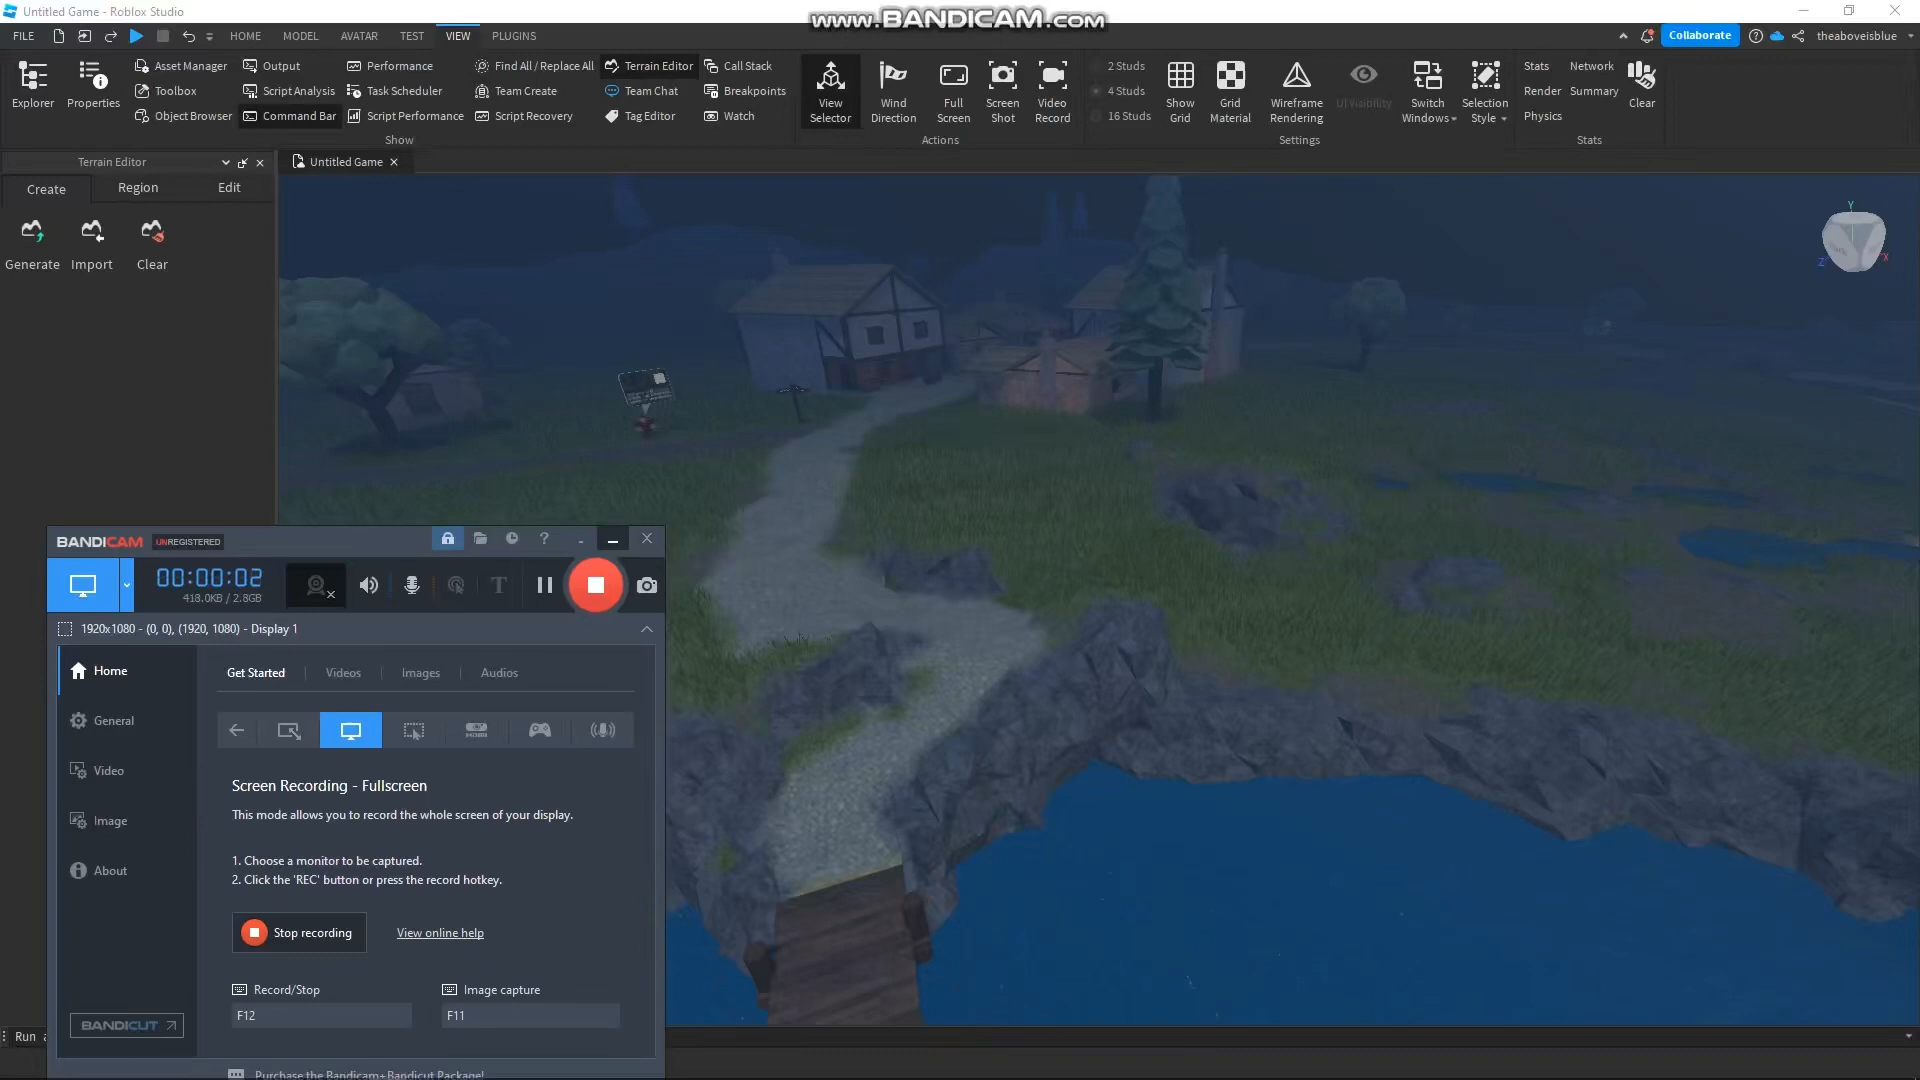 Untitled Game - Roblox Studio
www.BANDICAM.com
FILE
HOME
MODEL
AVATAR
TEST
VIEW
PLUGINS
Collaborate
theaboveisblue
Explorer
Properties
Asset Manager
Toolbox
Object Browser
Output
Script Analysis
Command Bar
Performance
Task Scheduler
Script Performance
Find All / Replace All
Team Create
Script Recovery
Terrain Editor
Team Chat
Tag Editor
Call Stack
Breakpoints
Watch
Show
View
Selector
Wind
Direction
Full
Screen
Screen
Shot
Video
Record
Actions
2 Studs
4 Studs
16 Studs
Show
Grid
Grid
Material
Wireframe
Rendering
UI Visibility
Switch
Windows
Selection
Style
Settings
Stats
Render
Physics
Network
Summary
Clear
Stats
Terrain Editor
Untitled Game
Create
Region
Edit
Generate
Import
Clear
Y
Z
X
BANDICAM
UNREGISTERED
00:00:02
418.0KB / 2.8GB
T
1920x1080 - (0, 0), (1920, 1080) - Display 1
Home
General
Video
Image
About
BANDICUT
Get Started
Videos
Images
Audios
Screen Recording - Fullscreen
This mode allows you to record the whole screen of your display.
1. Choose a monitor to be captured.
2. Click the 'REC' button or press the record hotkey.
Stop recording
View online help
Record/Stop
F12
Image capture
F11
Run
Purchase the Bandicam+Bandicut Package!